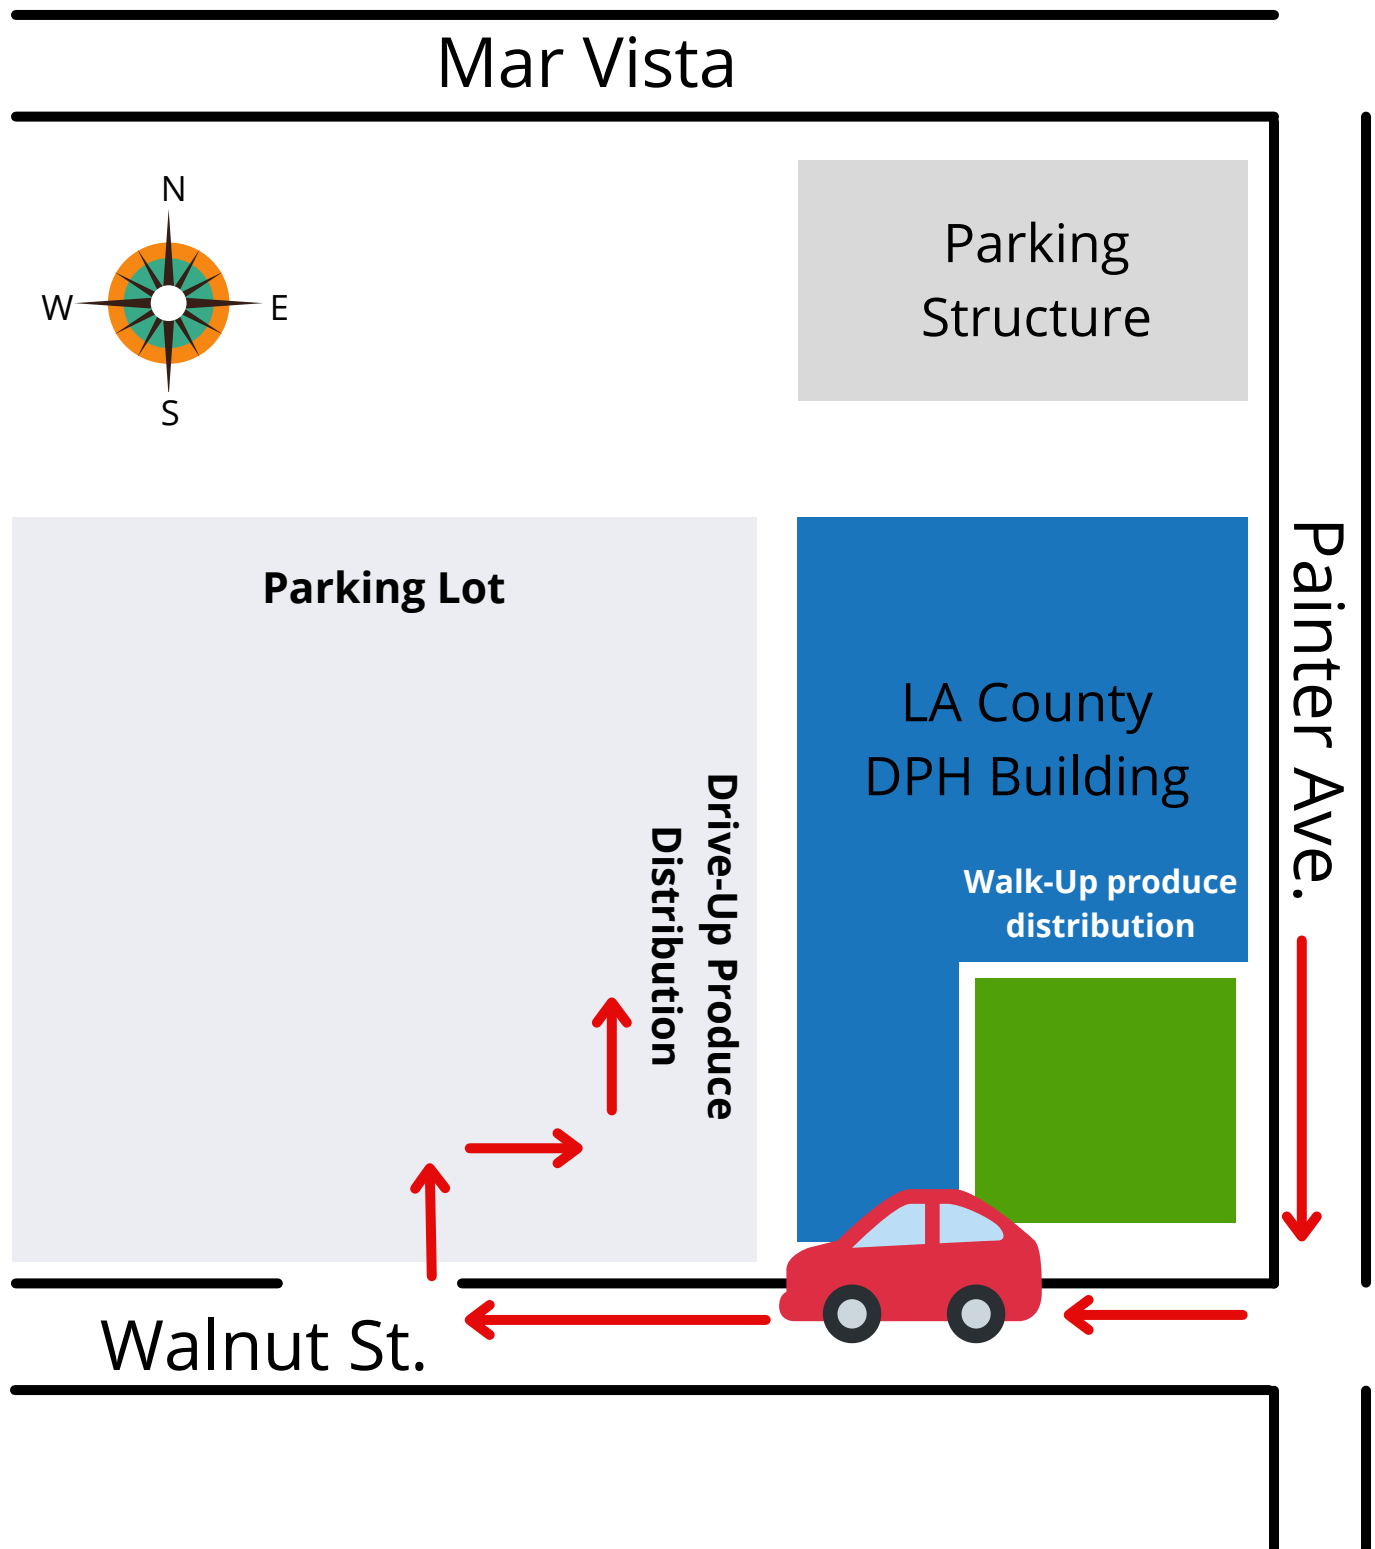 Mar Vista
N
W
E
S
Parking
Structure
Parking Lot
Drive-Up Produce
Distribution
LA County
DPH Building
Walk-Up produce
distribution
Painter Ave.
Walnut St.